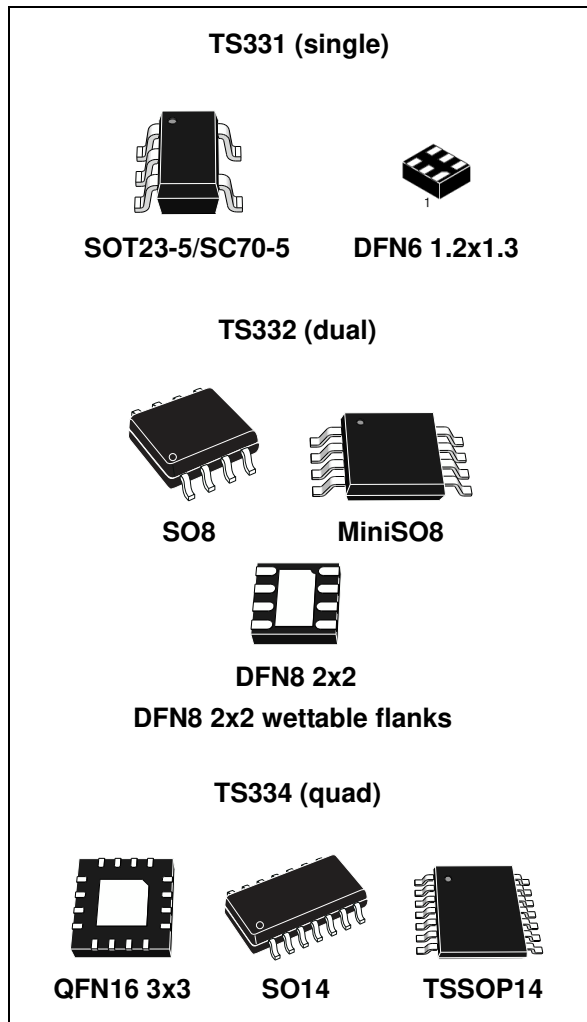 TS331 (single)
1
SOT23-5/SC70-5 DFN6 1.2x1.3
TS332 (dual)
SO8 MiniSO8
DFN8 2x2
DFN8 2x2 wettable flanks
TS334 (quad)
QFN16 3x3 SO14 TSSOP14